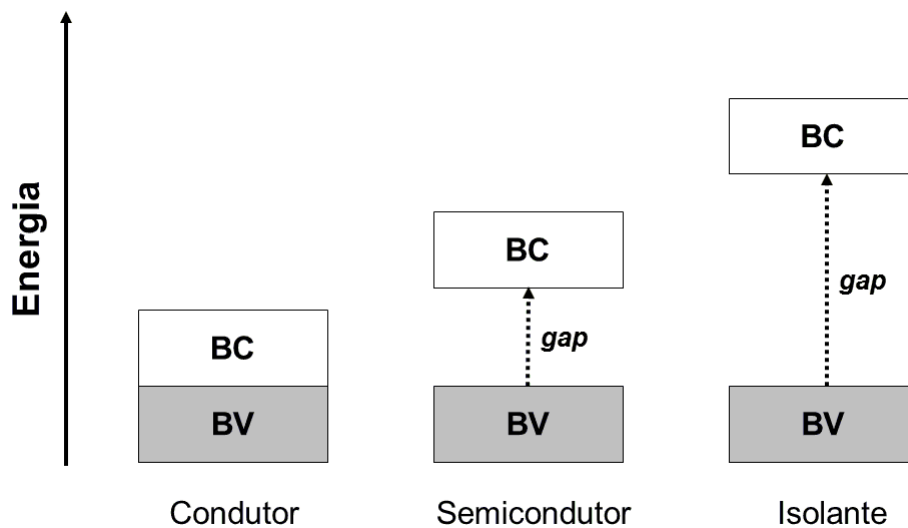 Energia
BC
BV
Condutor
BC
gap
BV
Semicondutor
BC
gap
BV
Isolante